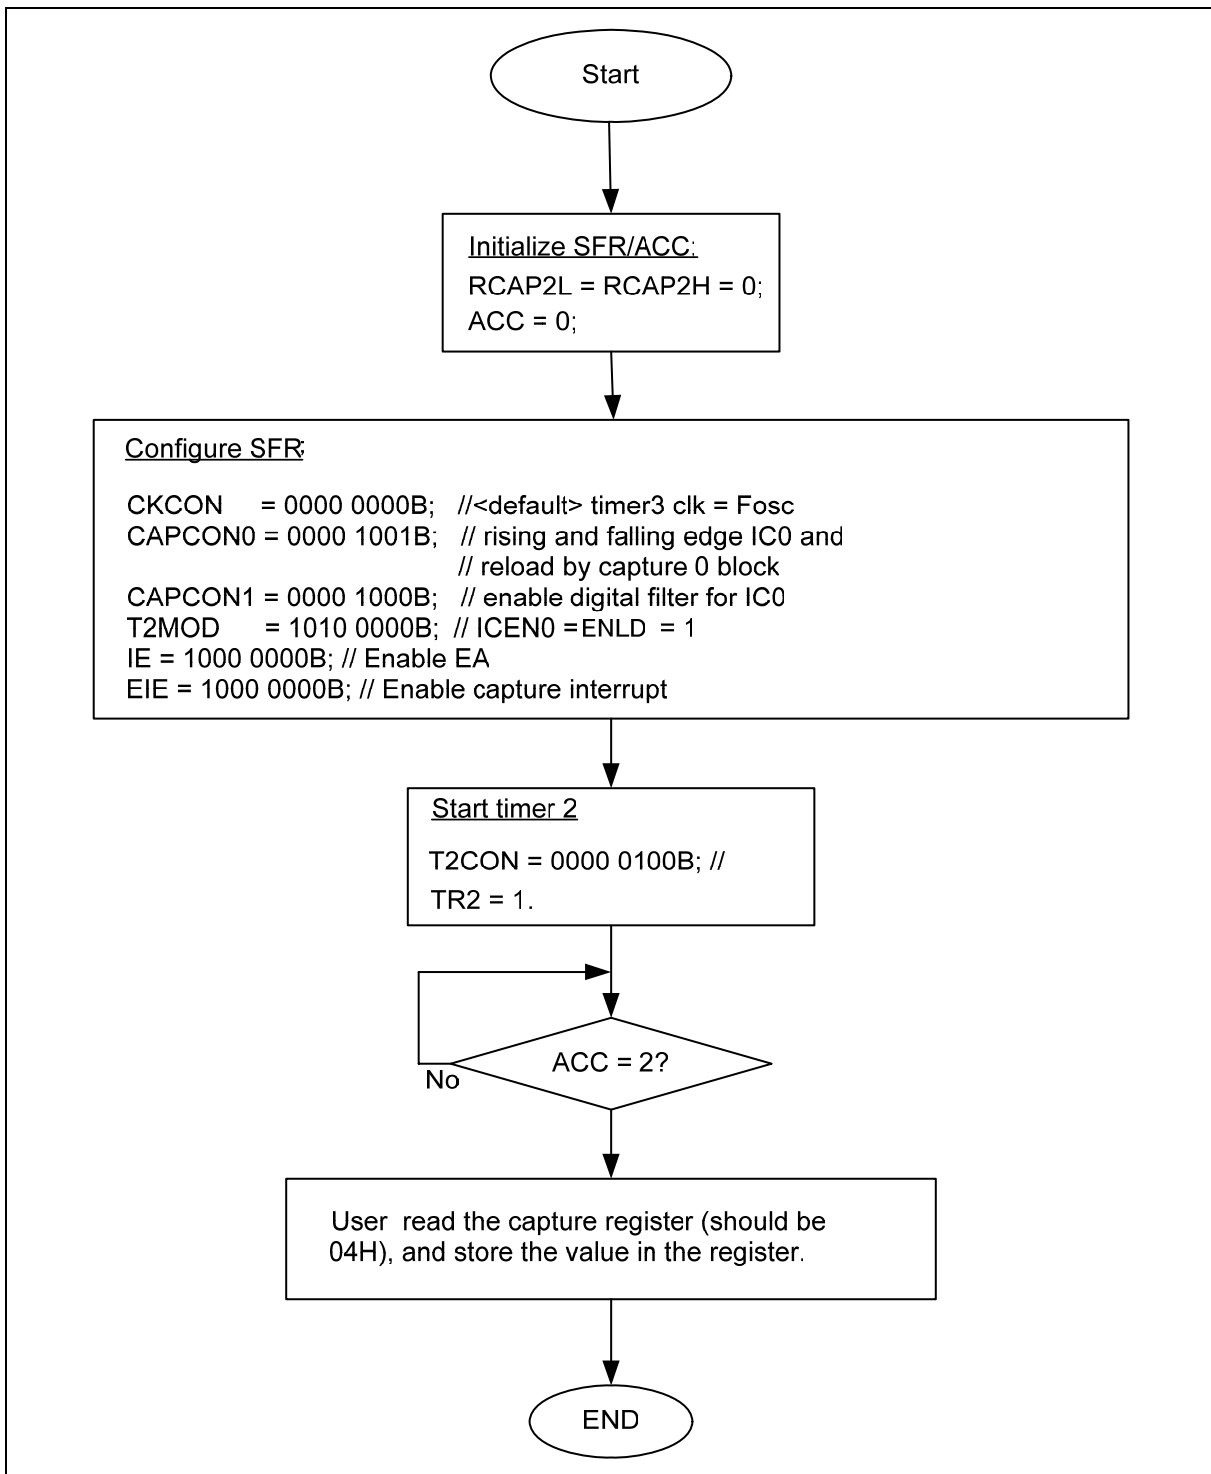 Start
Initialize SFR/ACC:
RCAP2L = RCAP2H = 0;
ACC = 0;
Configure SFR:
CKCON = 0000 0000B; //<default> timer3 clk = Fosc
CAPCON0 = 0000 1001B; // rising and falling edge IC0 and
// reload by capture 0 block
CAPCON1 = 0000 1000B; // enable digital filter for IC0
T2MOD = 1010 0000B; // ICEN0 =ENLD = 1
IE = 1000 0000B; // Enable EA
EIE = 1000 0000B; // Enable capture interrupt
Start timer 2
T2CON = 0000 0100B; //
TR2 = 1.
ACC = 2?
No
User read the capture register (should be
04H), and store the value in the register.
END